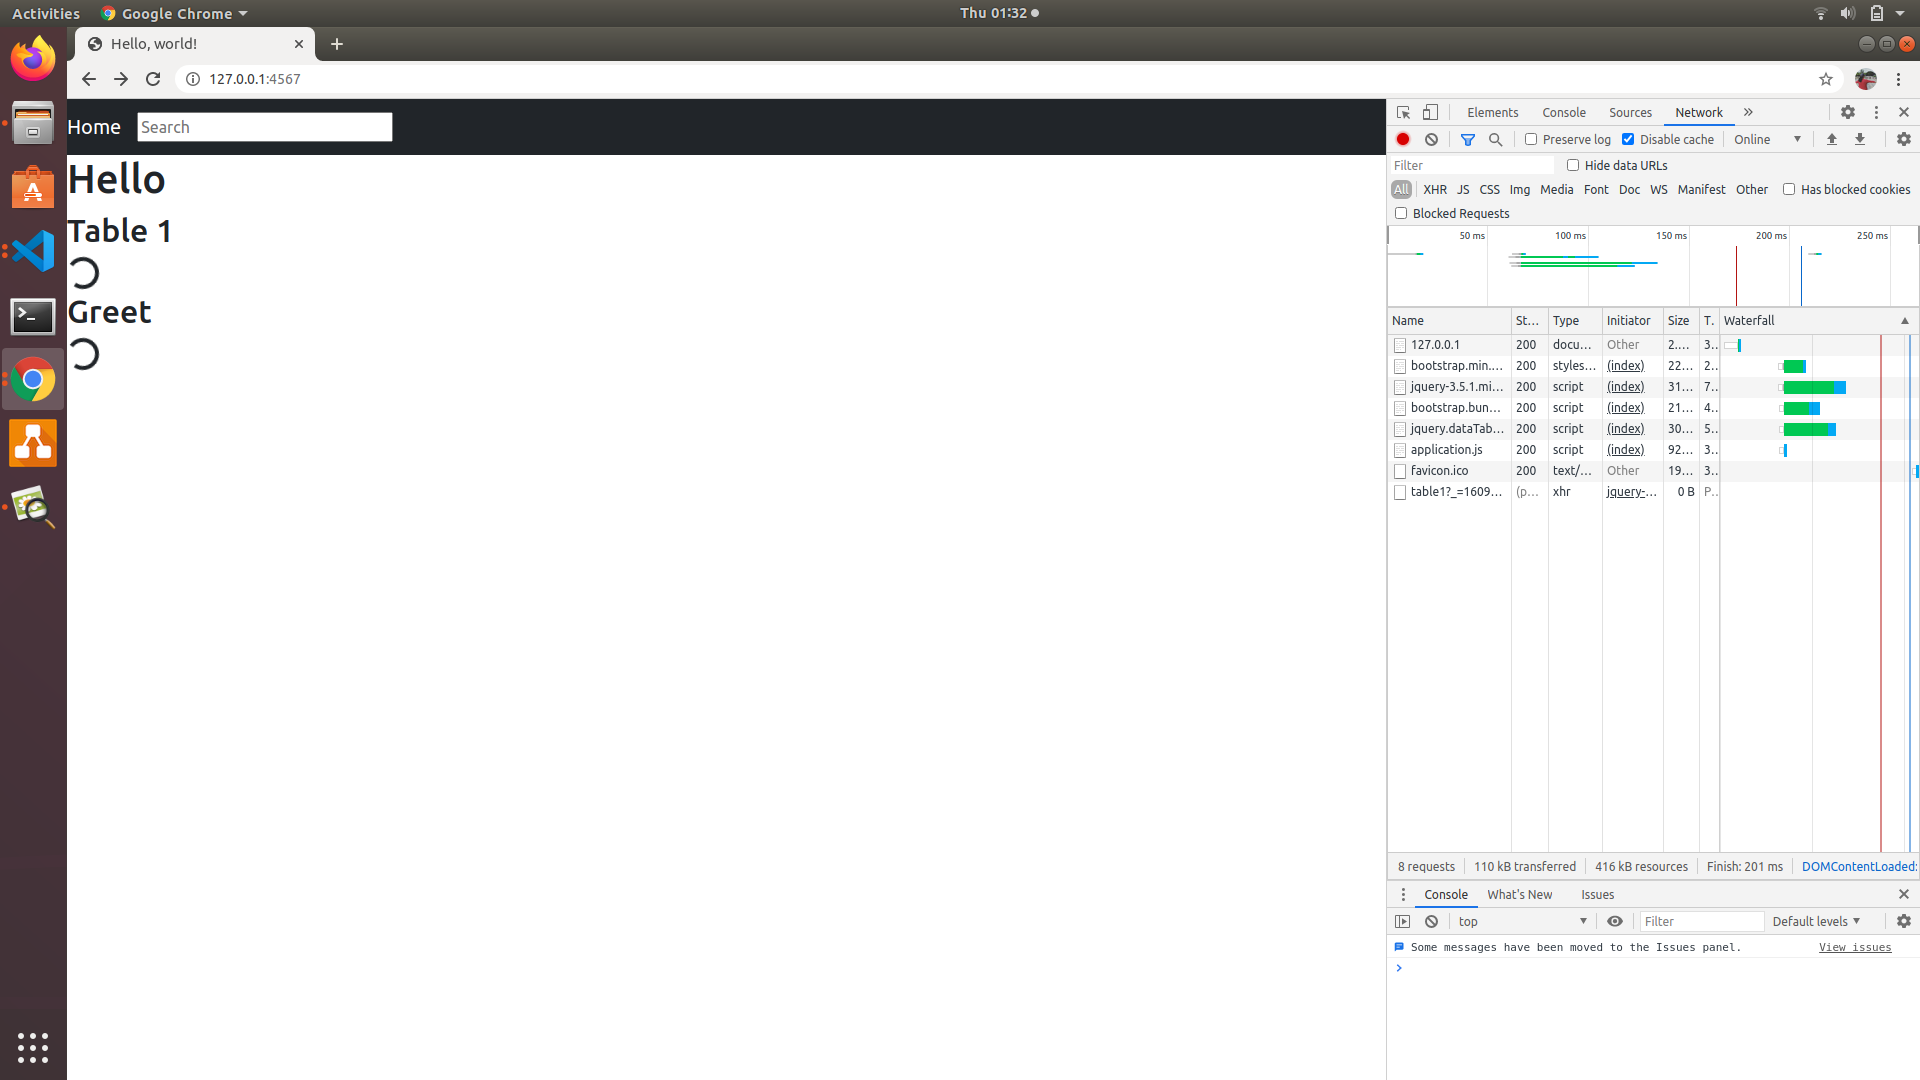 Activities Google Chrome Thu 01:32
Hello, world!
127.0.0.1:4567
Home Search
Hello
Table 1
Greet
Elements Console Sources Network
Preserve log Disable cache Online
Filter Hide data URLs
All XHR JS CSS Img Media Font Doc WS Manifest Other Has blocked cookies
Blocked Requests
50 ms 100 ms 150 ms 200 ms 250 ms
Name St... Type Initiator Size T. Waterfall
127.0.0.1 200 docu... Other 2.... 3..
bootstrap.min.... 200 styles... (index) 22... 2..
jquery-3.5.1.mi... 200 script (index) 31... 7..
bootstrap.bun... 200 script (index) 21... 4..
jquery.dataTab... 200 script (index) 30... 5..
application.js 200 script (index) 92... 3..
favicon.ico 200 text/... Other 19... 3..
table1?_=1609... (p... xhr jquery-... 0 B P..
8 requests 110 kB transferred 416 kB resources Finish: 201 ms DOMContentLoaded:
Console What's New Issues
top Filter Default levels
Some messages have been moved to the Issues panel. View issues